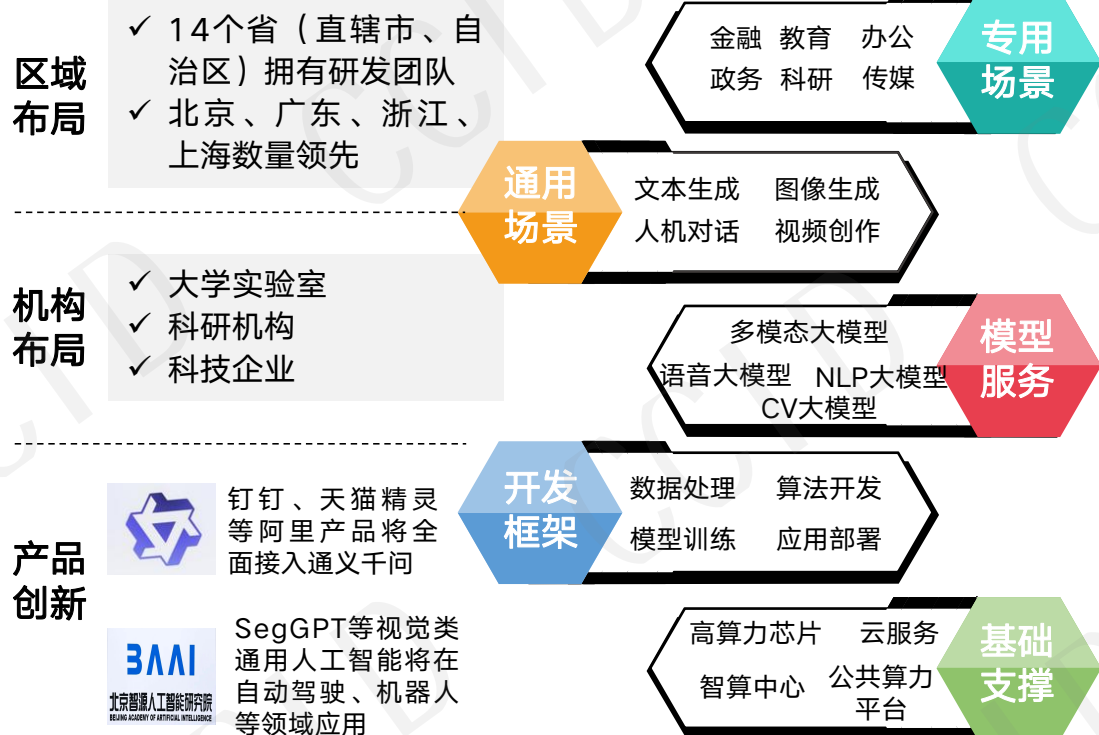 区域
布局
✓ 14个省（直辖市、自
治区）拥有研发团队
✓ 北京、广东、浙江、
上海数量领先
机构
布局
✓ 大学实验室
✓ 科研机构
✓ 科技企业
产品
创新
钉钉、天猫精灵
等阿里产品将全
面接入通义千问
BAAI
北京智源人工智能研究院
BEIJING ACADEMY OF ARTIFICIAL INTELLIGENCE
SegGPT等视觉类
通用人工智能将在
自动驾驶、机器人
等领域应用
金融 教育 办公
政务 科研 传媒
专用
场景
通用
场景
文本生成 图像生成
人机对话 视频创作
多模态大模型
语音大模型 NLP大模型
CV大模型
模型
服务
开发
框架
数据处理 算法开发
模型训练 应用部署
高算力芯片 云服务
智算中心 公共算力
平台
基础
支撑
CCID